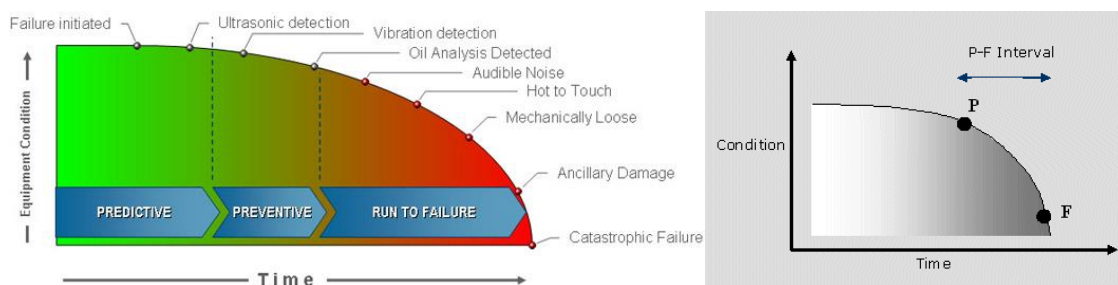 Failure initiated
Ultrasonic detection
Vibration detection
Oil Analysis Detected
Audible Noise
Hot to Touch
Mechanically Loose
Ancillary Damage
Catastrophic Failure
Equipment Condition
PREDICTIVE
PREVENTIVE
RUN TO FAILURE
Time
P-F Interval
P
Condition
F
Time